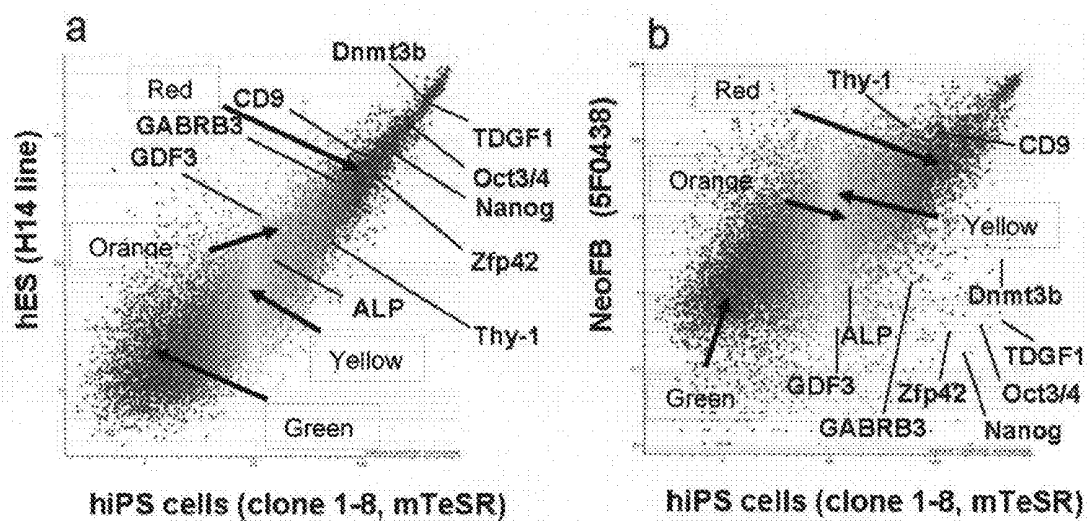 a
Dnmt3b
Red
CD9
GABRB3
TDGF1
GDF3
Oct3/4
Nanog
Orange
Zfp42
ALP
Thy-1
Yellow
Green
hES (H14 line)
hiPS cells (clone 1-8, mTeSR)
b
Thy-1
Red
CD9
Orange
Yellow
Dnmt3b
ALP
TDGF1
GDF3
Zfp42
Oct3/4
Green
GABRB3
Nanog
NeoFB (5F0438)
hiPS cells (clone 1-8, mTeSR)